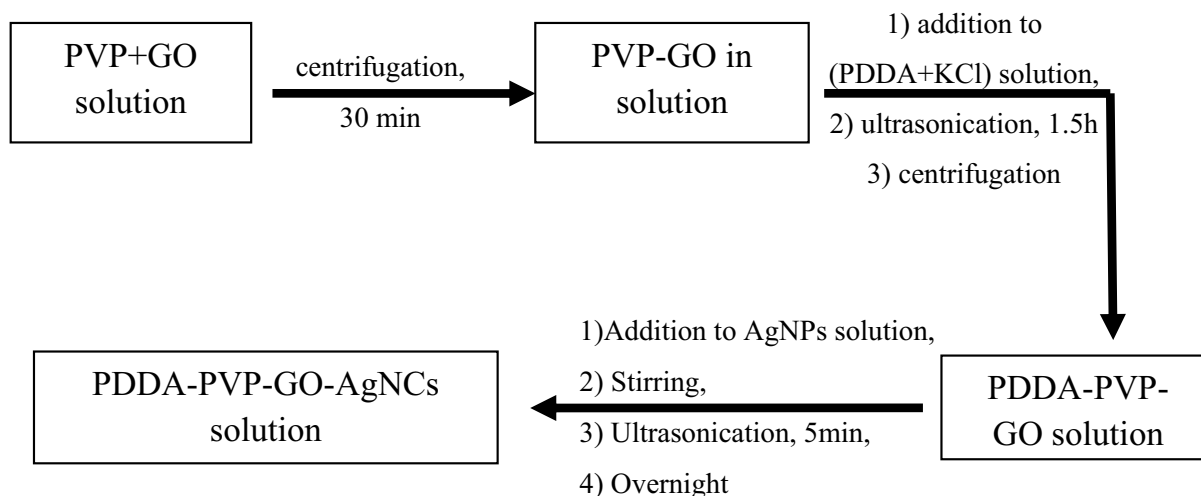 PVP+GO
solution
centrifugation,
30 min
PVP-GO in
solution
1) addition to
(PDDA+KCl) solution,
2) ultrasonication, 1.5h
3) centrifugation
PDDA-PVP-
GO solution
1)Addition to AgNPs solution,
2) Stirring,
3) Ultrasonication, 5min,
4) Overnight
PDDA-PVP-GO-AgNCs
solution